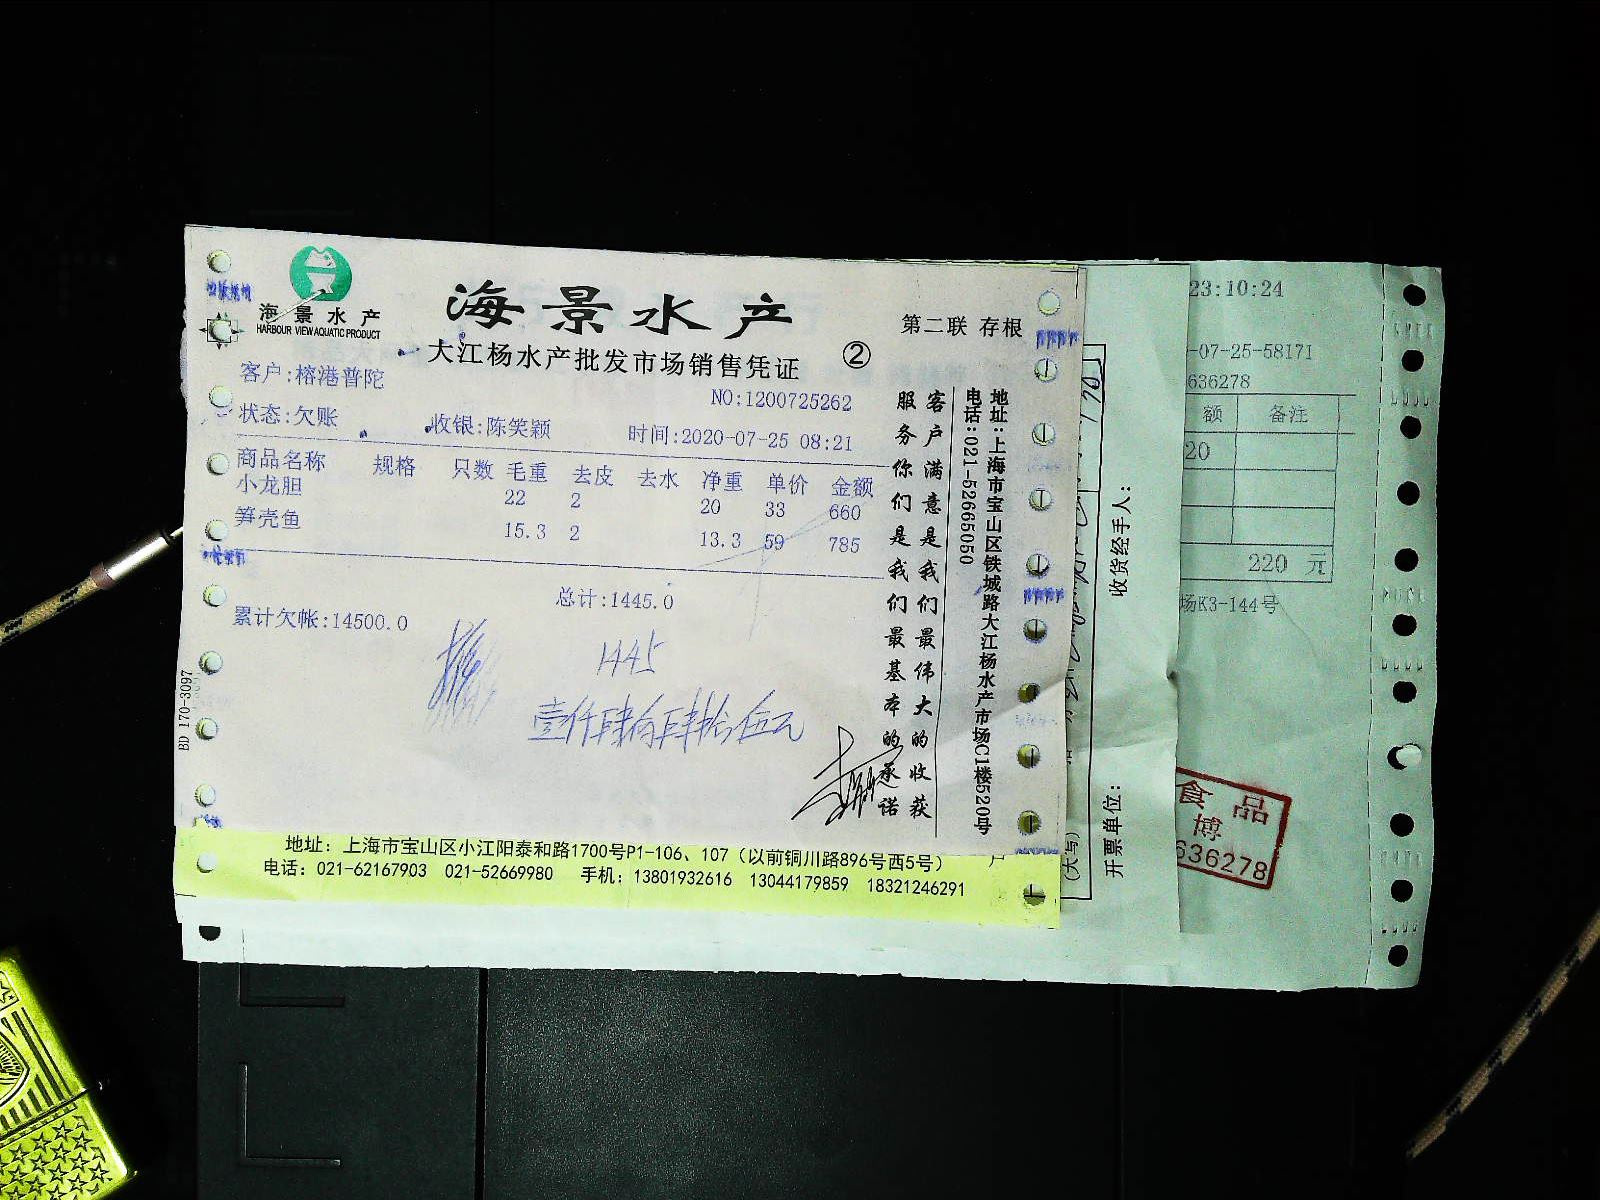 海景水产
HARBOUR VIEW AQUATIC PRODUCT
海景水产
第二联 存根
大江杨水产批发市场销售凭证
②
客户:榕港普陀
NO:1200725262
状态:欠账 收银:陈笑颖 时间:2020-07-25 08:21
商品名称 规格 只数 毛重 去皮 去水 净重 单价 金额
小龙胆 22 2 20 33 660
笋壳鱼 15.3 2 13.3 59 785
总计:1445.0
累计欠帐:14500.0
1445
壹仟肆佰肆拾伍元
客户满意是我们最伟大的收获
服务你们是我们最基本的承诺
地址:上海市宝山区铁城路大江杨水产市场C1楼520号
电话:021-52665050
BD 170-3097
地址：上海市宝山区小江阳泰和路1700号P1-106、107（以前铜川路896号西5号）
电话：021-62167903 021-52669980 手机：13801932616 13044179859 18321246291
收货经手人：
开票单位：
(大写)
23:10:24
-07-25-58171
636278
额 备注
20
220 元
场K3-144号
食品
博
636278